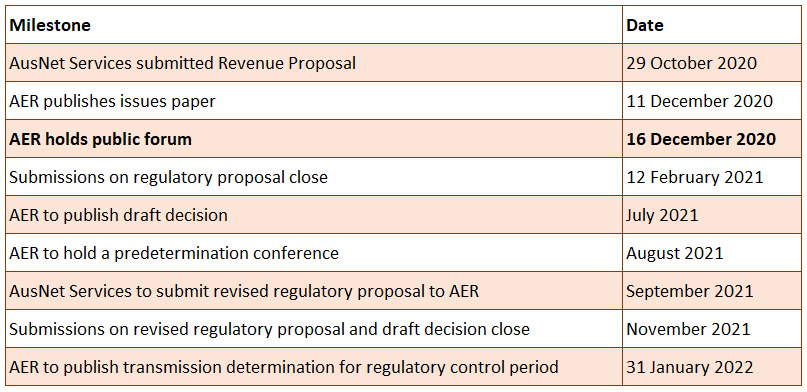 Milestone Date
AusNet Services submitted Revenue Proposal 29 October 2020
AER publishes issues paper 11 December 2020
AER holds public forum 16 December 2020
Submissions on regulatory proposal close 12 February 2021
AER to publish draft decision July 2021
AER to hold a predetermination conference August 2021
AusNet Services to submit revised regulatory proposal to AER September 2021
Submissions on revised regulatory proposal and draft decision close November 2021
AER to publish transmission determination for regulatory control period 31 January 2022